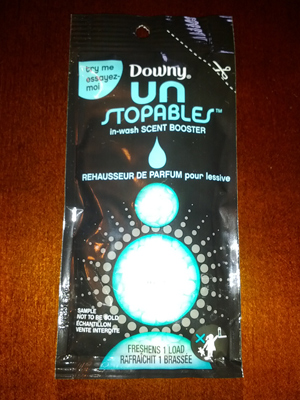 try me
essayez-
moi
Downy®
UN
STOPABLES™
in-wash SCENT BOOSTER
REHAUSSEUR DE PARFUM pour lessive
SAMPLE
NOT TO BE SOLD
ÉCHANTILLON
VENTE INTERDITE
FRESHENS 1 LOAD
RAFRAÎCHIT 1 BRASSÉE